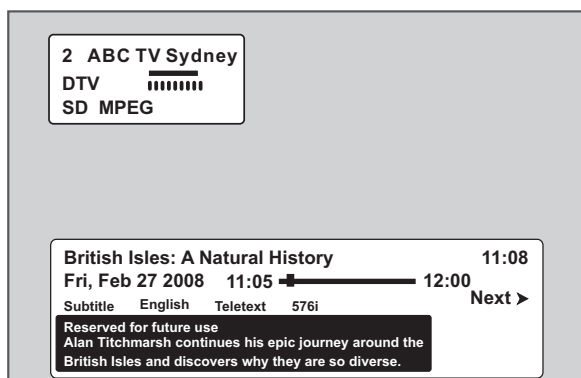 2 ABC TV Sydney
DTV
SD MPEG
British Isles: A Natural History 11:08
Fri, Feb 27 2008 11:05 12:00
Subtitle English Teletext 576i Next
Reserved for future use
Alan Titchmarsh continues his epic journey around the
British Isles and discovers why they are so diverse.